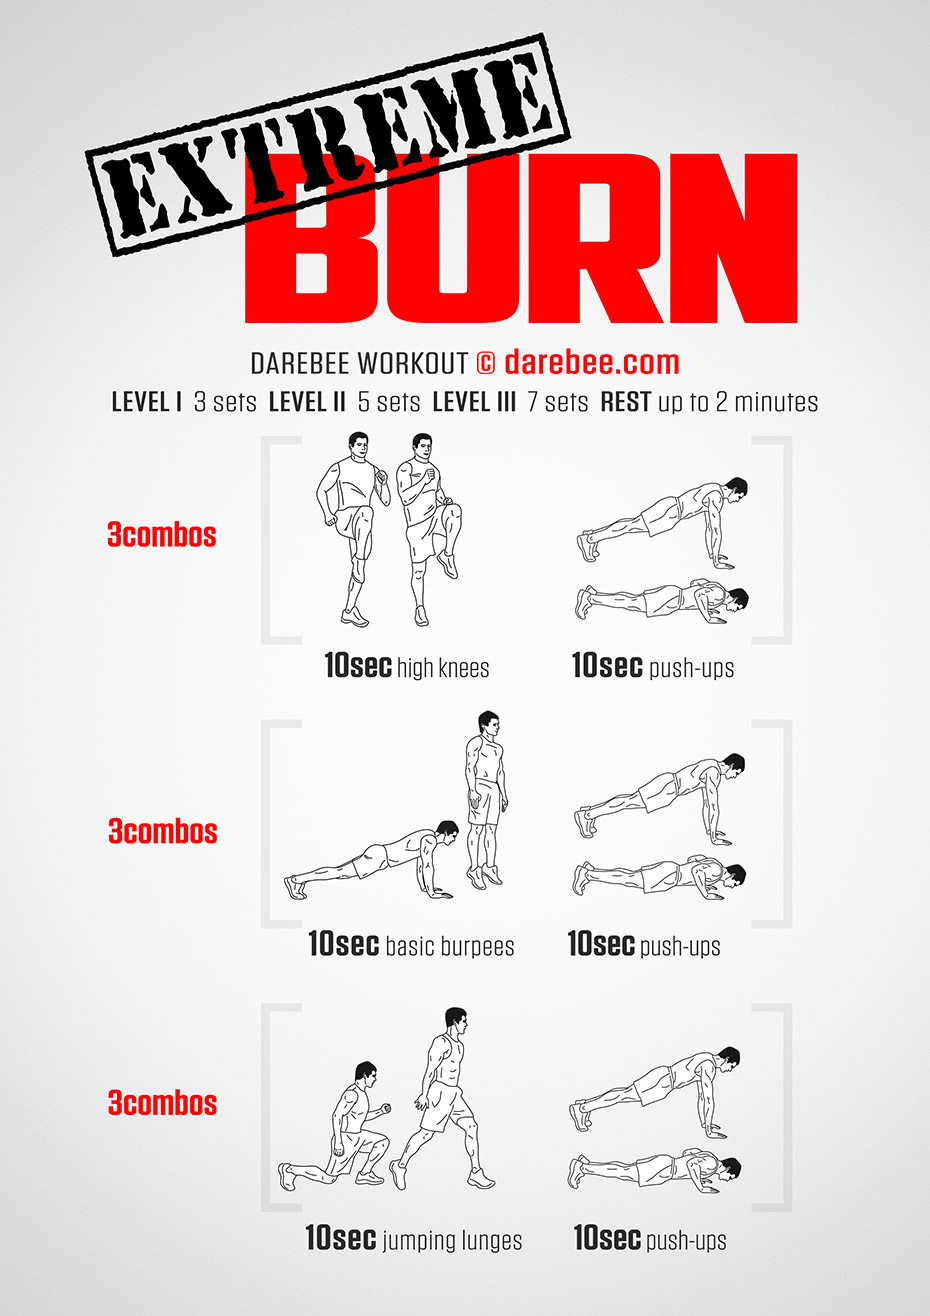 EXTREME
BURN
DAREBEE WORKOUT © darebee.com
LEVEL I 3 sets LEVEL II 5 sets LEVEL III 7 sets REST up to 2 minutes
3combos
10sec high knees 10sec push-ups
3combos
10sec basic burpees 10sec push-ups
3combos
10sec jumping lunges 10sec push-ups